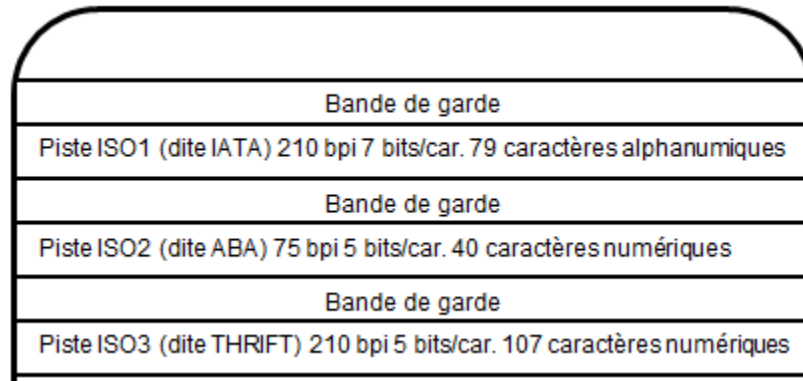 Bande de garde
Piste ISO1 (dite IATA) 210 bpi 7 bits/car. 79 caractères alphanumiques
Bande de garde
Piste ISO2 (dite ABA) 75 bpi 5 bits/car. 40 caractères numériques
Bande de garde
Piste ISO3 (dite THRIFT) 210 bpi 5 bits/car. 107 caractères numériques